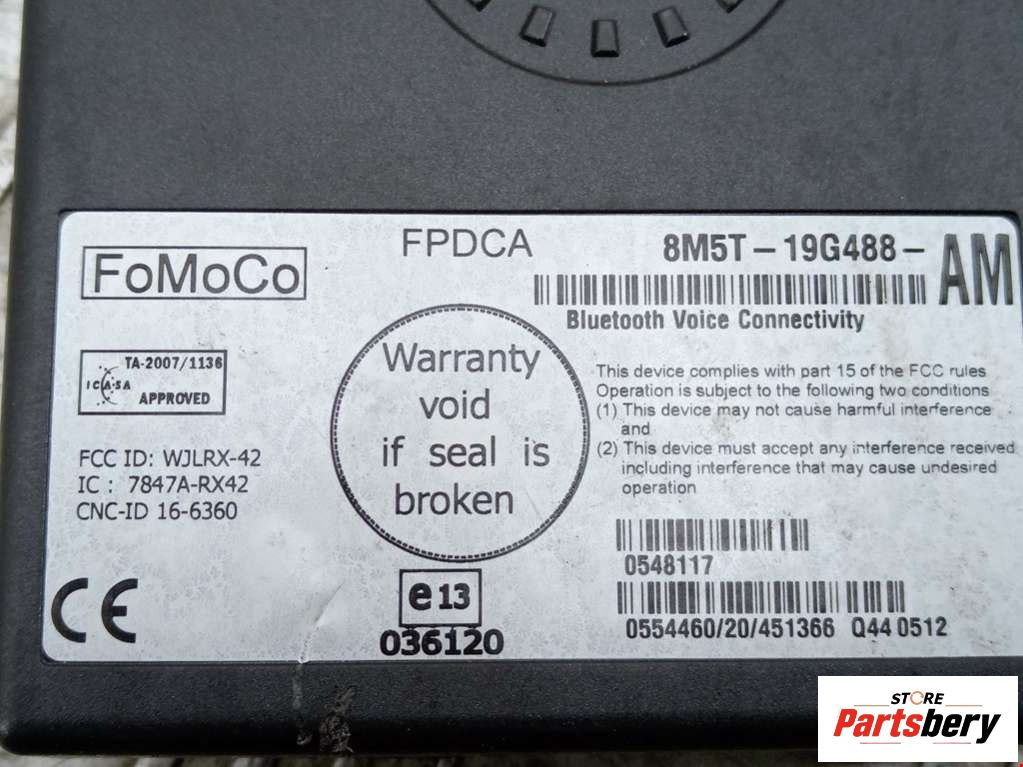 FoMoCo
FPDCA
8M5T-19G488-AM
Bluetooth Voice Connectivity
TA-2007/1136
ICASA
APPROVED
FCC ID: WJLRX-42
IC : 7847A-RX42
CNC-ID 16-6360
CE
Warranty
void
if seal is
broken
e13
036120
This device complies with part 15 of the FCC rules
Operation is subject to the following two conditions
(1) This device may not cause harmful interference
and
(2) This device must accept any interference received
including interference that may cause undesired
operation
0548117
0554460/20/451366 Q44 0512
STORE
Partsbery